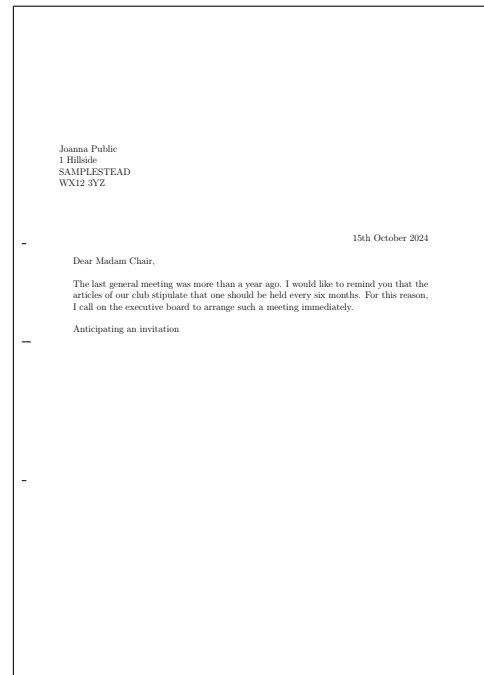 Joanna Public
1 Hillside
SAMPLESTEAD
WX12 3YZ
15th October 2024
Dear Madam Chair,
The last general meeting was more than a year ago. I would like to remind you that the
articles of our club stipulate that one should be held every six months. For this reason,
I call on the executive board to arrange such a meeting immediately.
Anticipating an invitation